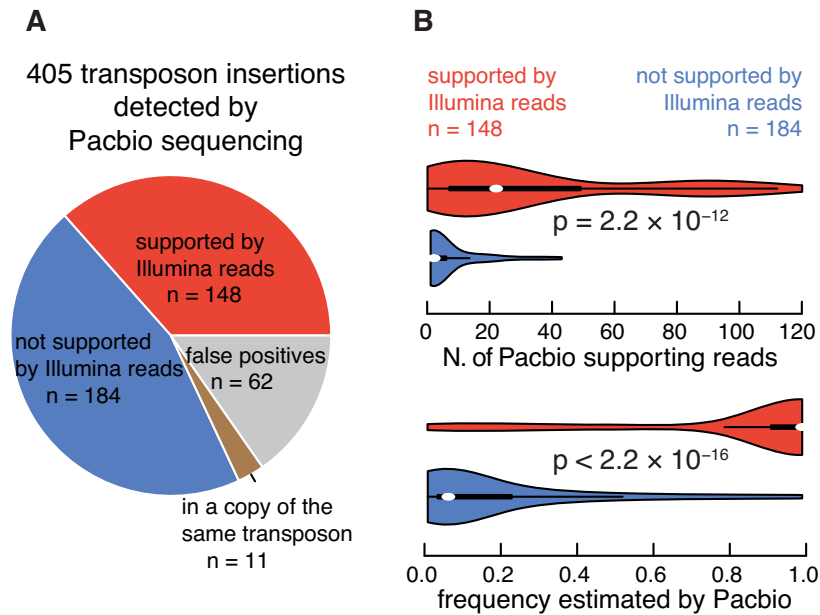 A
405 transposon insertions
detected by
Pacbio sequencing
supported by
Illumina reads
n = 148
not supported
by Illumina reads
n = 184
false positives
n = 62
in a copy of the
same transposon
n = 11
B
supported by
Illumina reads
n = 148
not supported by
Illumina reads
n = 184
p = 2.2 × 10⁻¹²
0 20 40 60 80 100 120
N. of Pacbio supporting reads
p < 2.2 × 10⁻¹⁶
0.0 0.2 0.4 0.6 0.8 1.0
frequency estimated by Pacbio